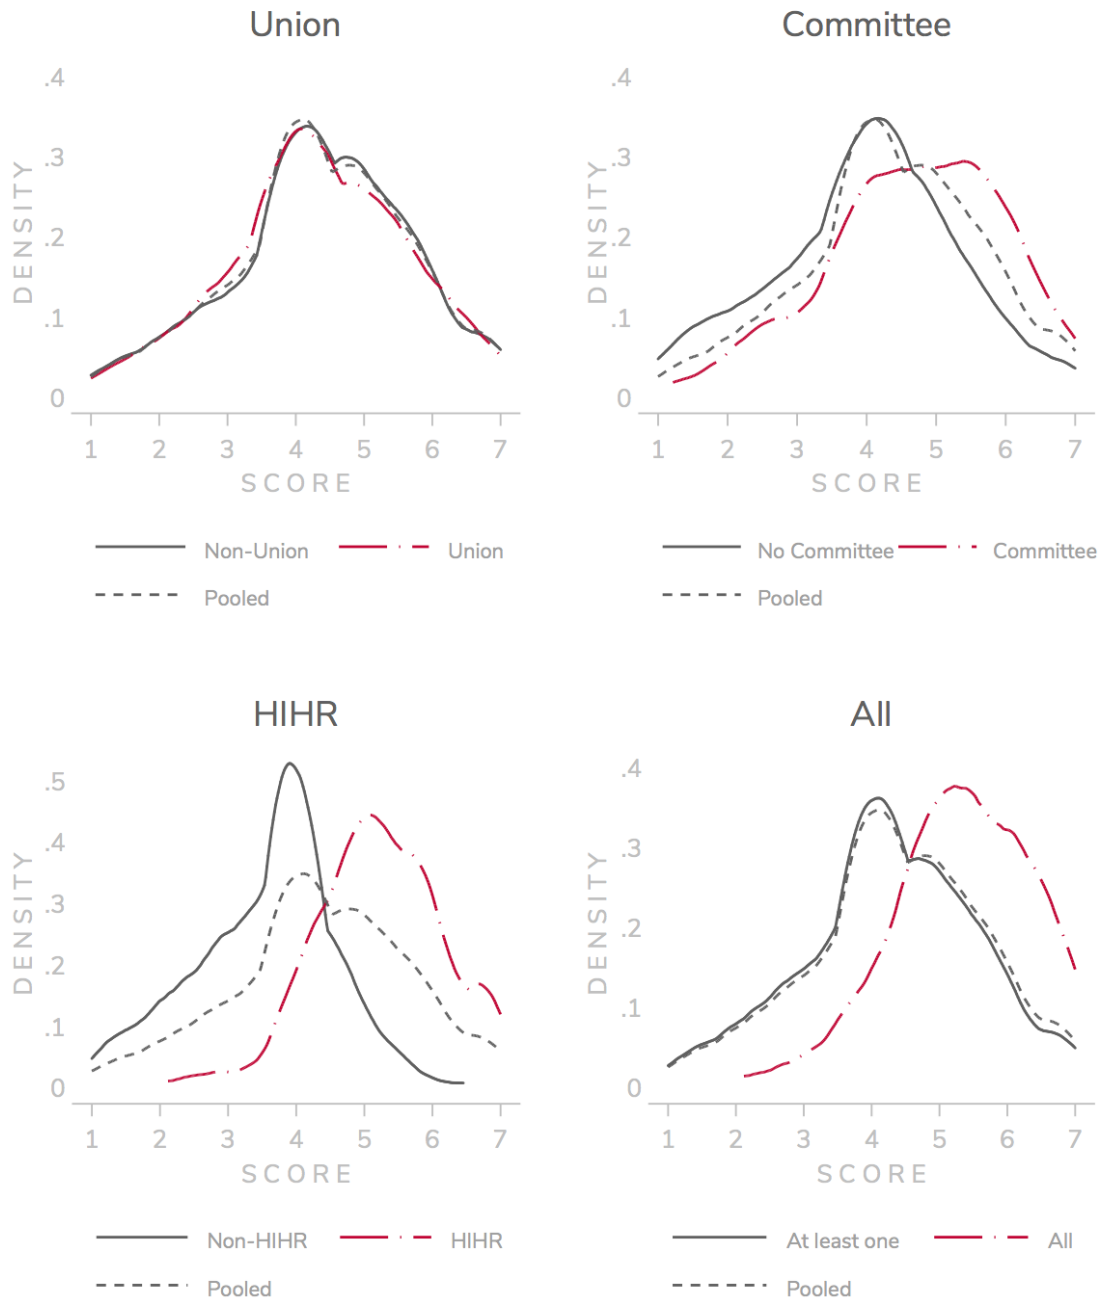 Union
.4
.3
.2
.1
0
DENSITY
1 2 3 4 5 6 7
SCORE
Non-Union Union
Pooled
Committee
.4
.3
.2
.1
0
DENSITY
1 2 3 4 5 6 7
SCORE
No Committee Committee
Pooled
HIHR
.5
.4
.3
.2
.1
0
DENSITY
1 2 3 4 5 6 7
SCORE
Non-HIHR HIHR
Pooled
All
.4
.3
.2
.1
0
DENSITY
1 2 3 4 5 6 7
SCORE
At least one All
Pooled